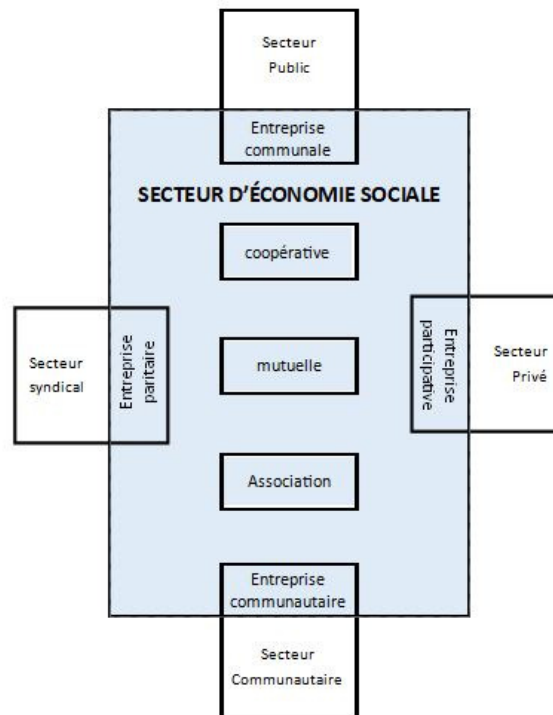 Secteur
Public
Entreprise
communale
SECTEUR D'ÉCONOMIE SOCIALE
coopérative
Secteur
syndical
Entreprise
paritaire
mutuelle
Entreprise
participative
Secteur
Privé
Association
Entreprise
communautaire
Secteur
Communautaire